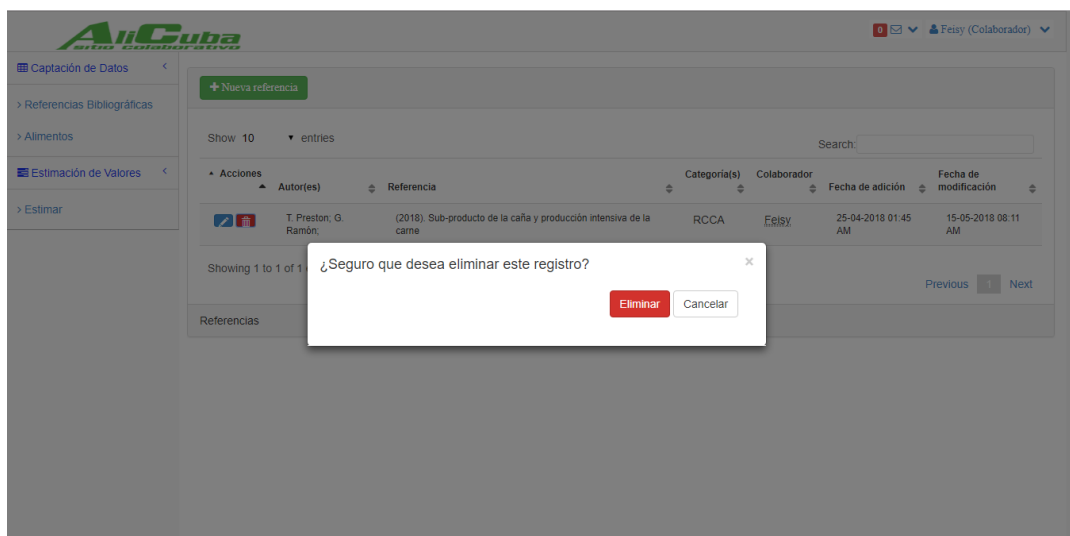 AliCuba
sitio colaborativo
0 Feisy (Colaborador)
Captación de Datos
> Referencias Bibliográficas
> Alimentos
Estimación de Valores
> Estimar
+ Nueva referencia
Show 10 entries
Search:
Acciones Autor(es) Referencia Categoría(s) Colaborador Fecha de adición Fecha de modificación
T. Preston; G. Ramón; (2018). Sub-producto de la caña y producción intensiva de la carne RCCA Feisy 25-04-2018 01:45 AM 15-05-2018 08:11 AM
Showing 1 to 1 of 1
Previous 1 Next
Referencias
¿Seguro que desea eliminar este registro? ×
Eliminar Cancelar